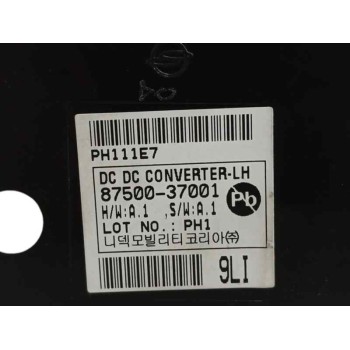 PH111E7
DC DC CONVERTER-LH
87500-37001
H/W:A.1 ,S/W:A.1
LOT NO.: PH1
니덱모빌리티코리아㈜
Pb
9LI